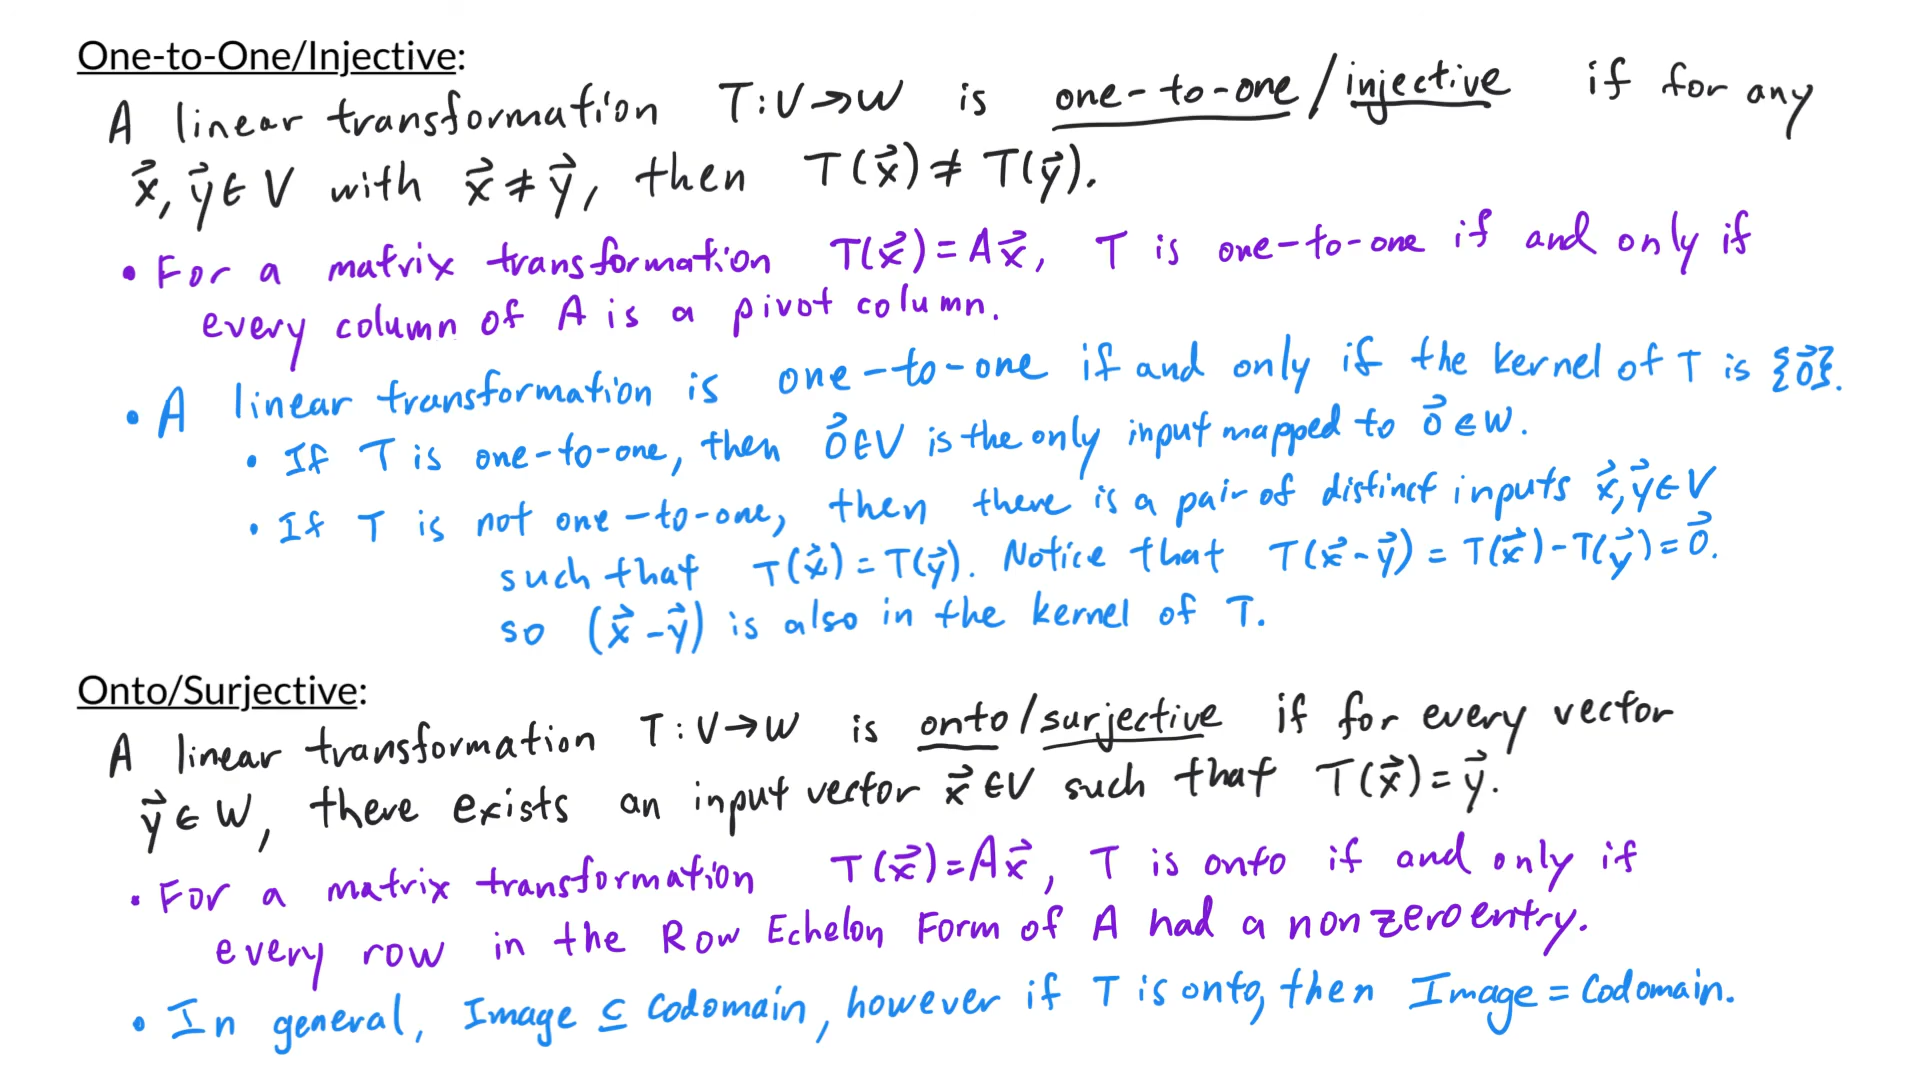 One-to-One/Injective:
A linear transformation T:V→W is one-to-one/injective if for any
x⃗, y⃗ ∈ V with x⃗ ≠ y⃗, then T(x⃗) ≠ T(y⃗).
• For a matrix transformation T(x⃗) = Ax⃗, T is one-to-one if and only if
every column of A is a pivot column.
• A linear transformation is one-to-one if and only if the kernel of T is {0⃗}.
• If T is one-to-one, then 0⃗ ∈ V is the only input mapped to 0⃗ ∈ W.
• If T is not one-to-one, then there is a pair of distinct inputs x⃗, y⃗ ∈ V
such that T(x⃗) = T(y⃗). Notice that T(x⃗ - y⃗) = T(x⃗) - T(y⃗) = 0⃗.
so (x⃗ - y⃗) is also in the kernel of T.
Onto/Surjective:
A linear transformation T:V→W is onto/surjective if for every vector
y⃗ ∈ W, there exists an input vector x⃗ ∈ V such that T(x⃗) = y⃗.
• For a matrix transformation T(x⃗) = Ax⃗, T is onto if and only if
every row in the Row Echelon Form of A had a nonzero entry.
• In general, Image ⊆ Codomain, however if T is onto, then Image = Codomain.